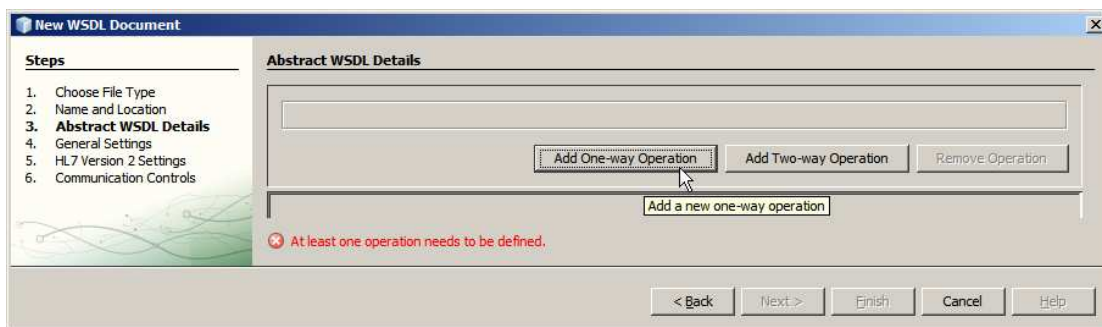 New WSDL Document
Steps
1. Choose File Type
2. Name and Location
3. Abstract WSDL Details
4. General Settings
5. HL7 Version 2 Settings
6. Communication Controls
Abstract WSDL Details
Add One-way Operation Add Two-way Operation Remove Operation
Add a new one-way operation
At least one operation needs to be defined.
< Back Next > Finish Cancel Help